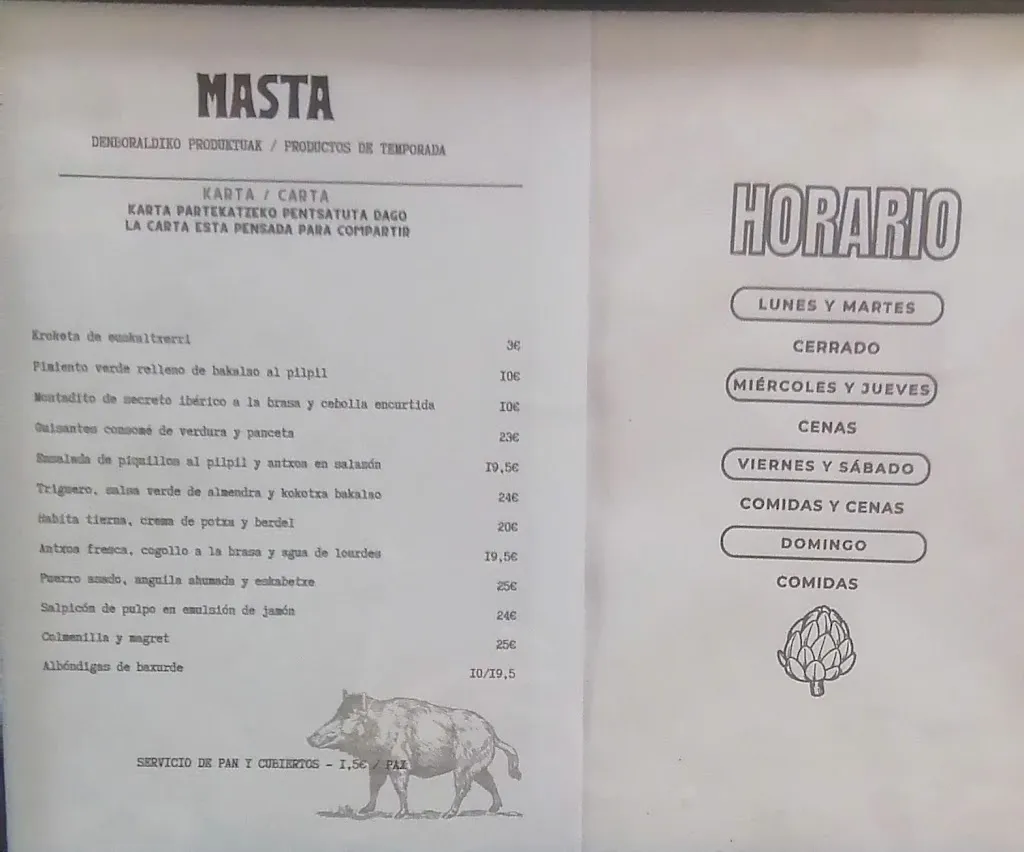 MASTA
DENBORALDIKO PRODUKTUAK / PRODUCTOS DE TEMPORADA
KARTA / CARTA
KARTA PARTEKATZEKO PENTSATUTA DAGO
LA CARTA ESTA PENSADA PARA COMPARTIR
Kroketa de euskaltxerri 3€
Pimiento verde relleno de bakalao al pilpil 10€
Montadito de secreto ibérico a la brasa y cebolla encurtida 10€
Guisantes consomé de verdura y panceta 23€
Ensalada de piquillos al pilpil y antxoa en salazón 19,5€
Triguero, salsa verde de almendra y kokotxa bakalao 24€
Habita tierna, crema de potxa y berdel 20€
Antxoa fresca, cogollo a la brasa y agua de lourdes 19,5€
Puerro asado, anguila ahumada y eskabetxe 25€
Salpicón de pulpo en emulsión de jamón 24€
Colmenilla y magret 25€
Albóndigas de baxurde 10/19,5
SERVICIO DE PAN Y CUBIERTOS - 1,5€ / PAX
HORARIO
LUNES Y MARTES
CERRADO
MIÉRCOLES Y JUEVES
CENAS
VIERNES Y SÁBADO
COMIDAS Y CENAS
DOMINGO
COMIDAS